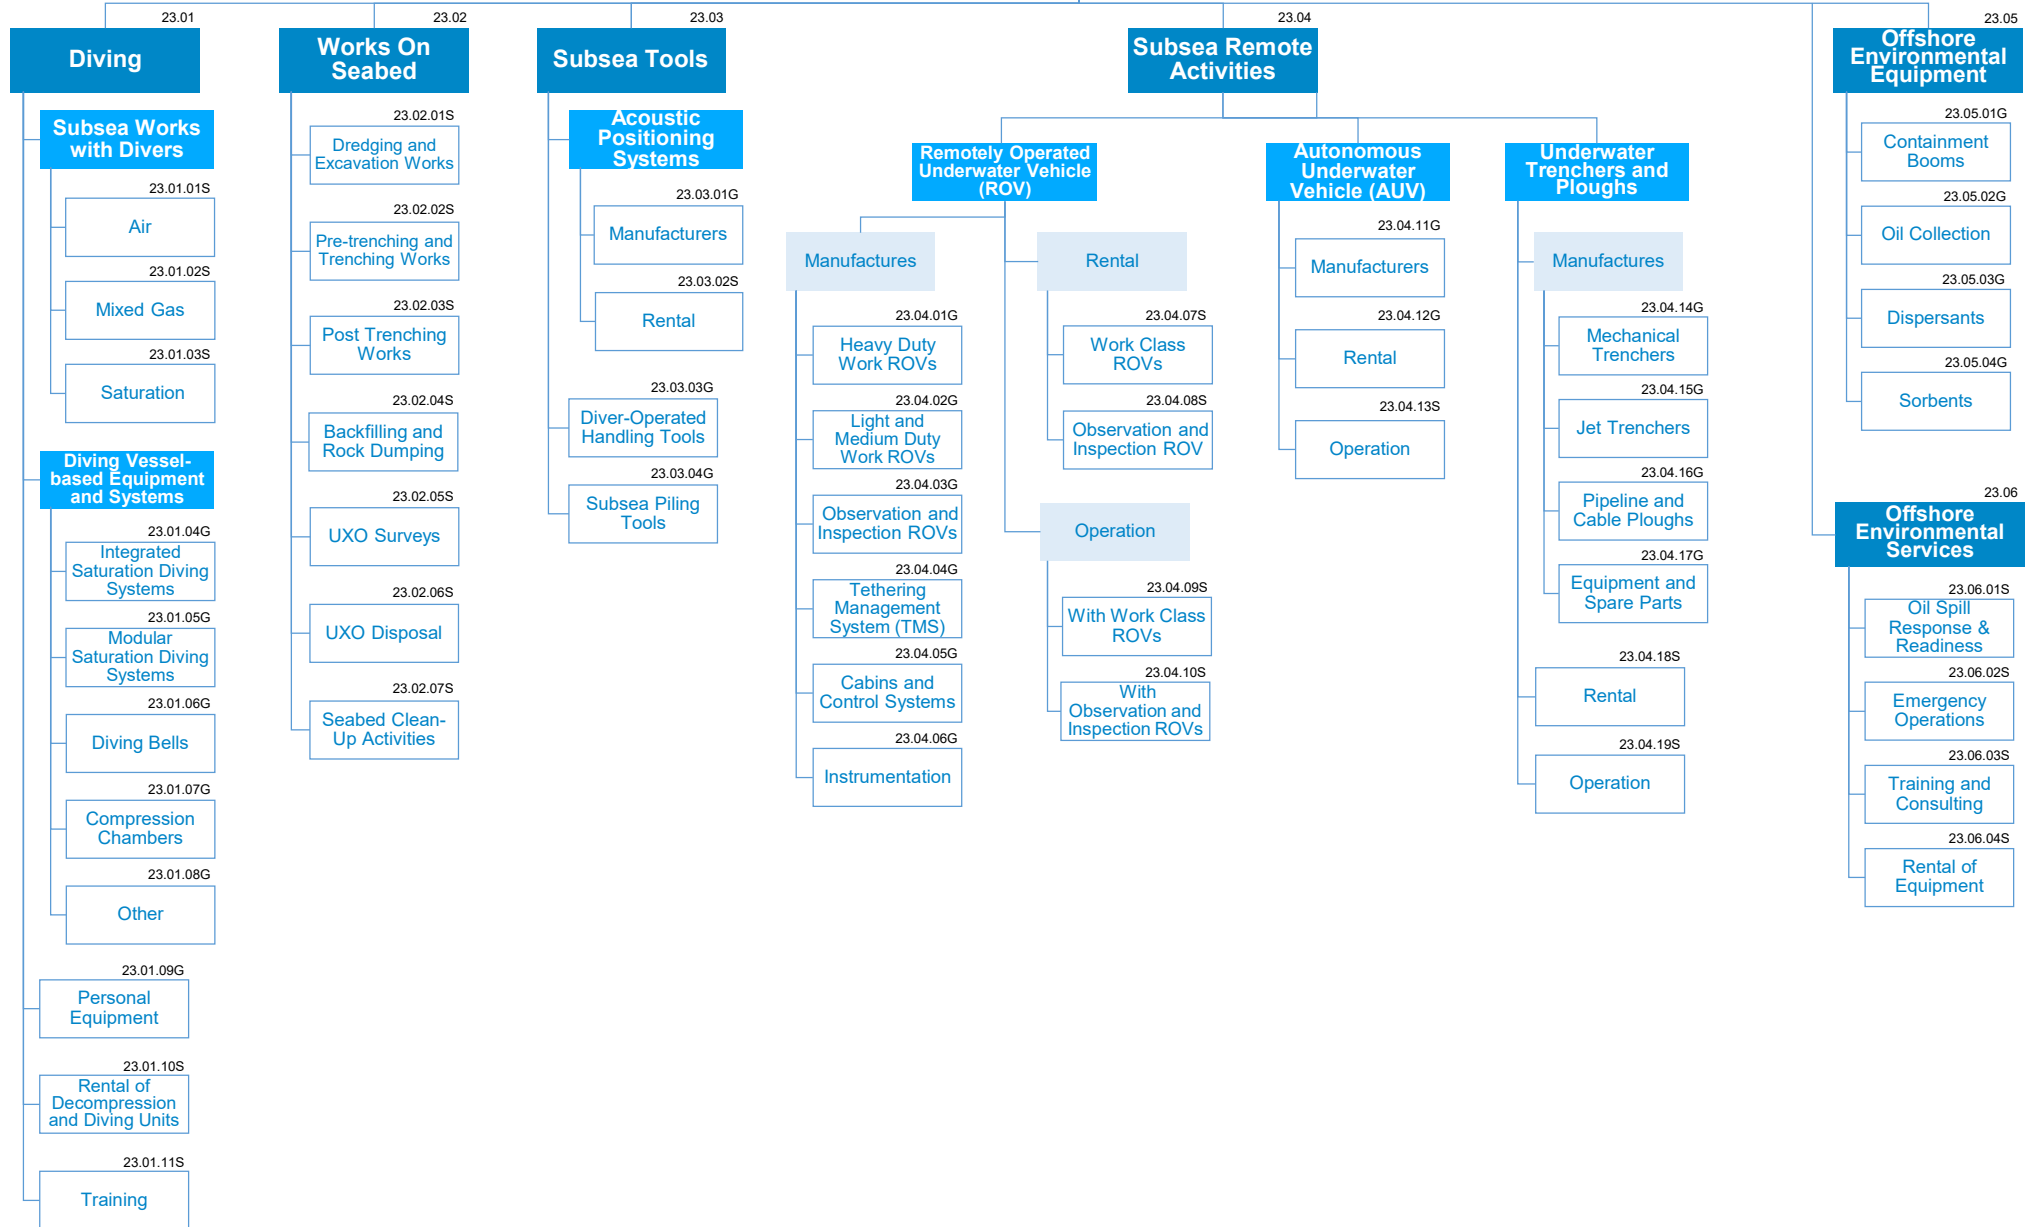 23.01
Diving
Subsea Works
with Divers
23.01.01S
Air
23.01.02S
Mixed Gas
23.01.03S
Saturation
Diving Vessel-
based Equipment
and Systems
23.01.04G
Integrated
Saturation Diving
Systems
23.01.05G
Modular
Saturation Diving
Systems
23.01.06G
Diving Bells
23.01.07G
Compression
Chambers
23.01.08G
Other
23.01.09G
Personal
Equipment
23.01.10S
Rental of
Decompression
and Diving Units
23.01.11S
Training
23.02
Works On
Seabed
23.02.01S
Dredging and
Excavation Works
23.02.02S
Pre-trenching and
Trenching Works
23.02.03S
Post Trenching
Works
23.02.04S
Backfilling and
Rock Dumping
23.02.05S
UXO Surveys
23.02.06S
UXO Disposal
23.02.07S
Seabed Clean-
Up Activities
23.03
Subsea Tools
Acoustic
Positioning
Systems
23.03.01G
Manufacturers
23.03.02S
Rental
23.03.03G
Diver-Operated
Handling Tools
23.03.04G
Subsea Piling
Tools
23.04
Subsea Remote
Activities
Remotely Operated
Underwater Vehicle
(ROV)
Manufactures
23.04.01G
Heavy Duty
Work ROVs
23.04.02G
Light and
Medium Duty
Work ROVs
23.04.03G
Observation and
Inspection ROVs
23.04.04G
Tethering
Management
System (TMS)
23.04.05G
Cabins and
Control Systems
23.04.06G
Instrumentation
Rental
23.04.07S
Work Class
ROVs
23.04.08S
Observation and
Inspection ROV
Operation
23.04.09S
With Work Class
ROVs
23.04.10S
With
Observation and
Inspection ROVs
Autonomous
Underwater
Vehicle (AUV)
23.04.11G
Manufacturers
23.04.12G
Rental
23.04.13S
Operation
Underwater
Trenchers and
Ploughs
Manufactures
23.04.14G
Mechanical
Trenchers
23.04.15G
Jet Trenchers
23.04.16G
Pipeline and
Cable Ploughs
23.04.17G
Equipment and
Spare Parts
23.04.18S
Rental
23.04.19S
Operation
23.05
Offshore
Environmental
Equipment
23.05.01G
Containment
Booms
23.05.02G
Oil Collection
23.05.03G
Dispersants
23.05.04G
Sorbents
23.06
Offshore
Environmental
Services
23.06.01S
Oil Spill
Response &
Readiness
23.06.02S
Emergency
Operations
23.06.03S
Training and
Consulting
23.06.04S
Rental of
Equipment